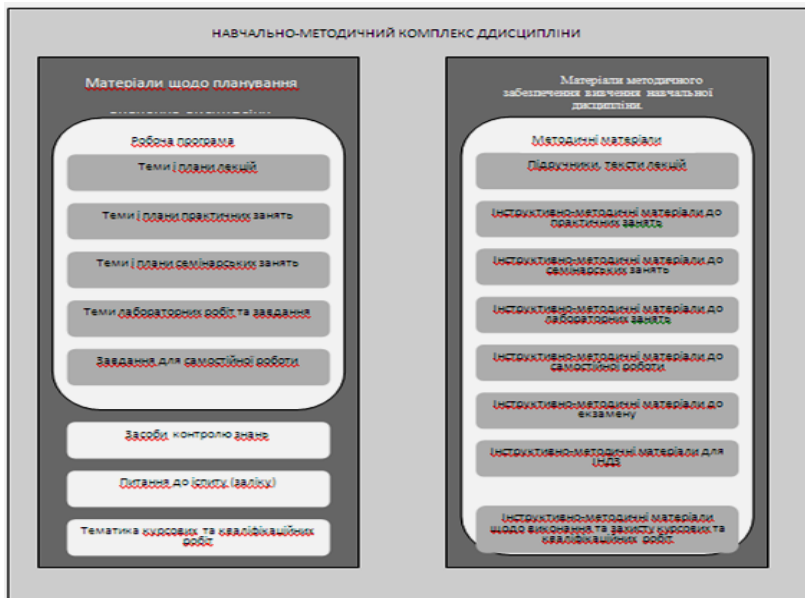 НАВЧАЛЬНО-МЕТОДИЧНИЙ КОМПЛЕКС ДДИСЦИПЛІНИ
Матеріали щодо планування
Робоча програма
Теми і плани лекцій
Теми і плани практичних занять
Теми і плани семінарських занять
Теми лабораторних робіт та завдання
Завдання для самостійної роботи
Засоби контролю знань
Питання до іспиту (заліку)
Тематика курсових та кваліфікаційних
робіт
Матеріали методичного
забезпечення вивчення навчальної
дисципліни.
Методичні матеріали
Підручники, тексти лекцій
Інструктивно-методичні матеріали до
практичних занять
Інструктивно-методичні матеріали до
семінарських занять
Інструктивно-методичні матеріали до
лабораторних занять
Інструктивно-методичні матеріали до
самостійної роботи
Інструктивно-методичні матеріали до
екзамену
Інструктивно-методичні матеріали для
ІНДЗ
Інструктивно-методичні матеріали
щодо виконання та захисту курсових та
кваліфікаційних робіт